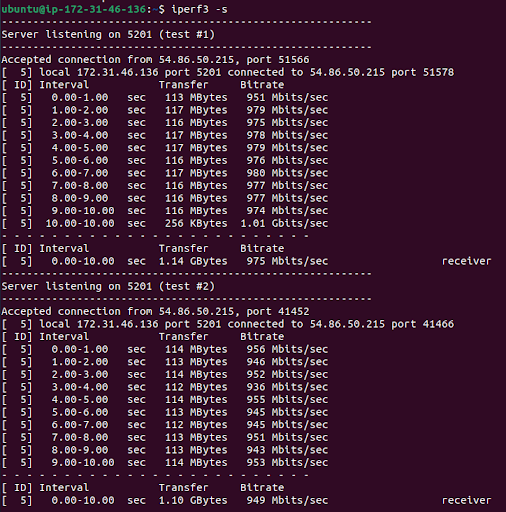 ubuntu@ip-172-31-46-136:~$ iperf3 -s
-----------------------------------------------------------
Server listening on 5201 (test #1)
-----------------------------------------------------------
Accepted connection from 54.86.50.215, port 51566
[  5] local 172.31.46.136 port 5201 connected to 54.86.50.215 port 51578
[ ID] Interval           Transfer     Bitrate
[  5]   0.00-1.00   sec   113 MBytes   951 Mbits/sec
[  5]   1.00-2.00   sec   117 MBytes   979 Mbits/sec
[  5]   2.00-3.00   sec   116 MBytes   975 Mbits/sec
[  5]   3.00-4.00   sec   117 MBytes   978 Mbits/sec
[  5]   4.00-5.00   sec   117 MBytes   979 Mbits/sec
[  5]   5.00-6.00   sec   116 MBytes   976 Mbits/sec
[  5]   6.00-7.00   sec   117 MBytes   980 Mbits/sec
[  5]   7.00-8.00   sec   116 MBytes   977 Mbits/sec
[  5]   8.00-9.00   sec   116 MBytes   977 Mbits/sec
[  5]   9.00-10.00  sec   116 MBytes   974 Mbits/sec
[  5]  10.00-10.00  sec   256 KBytes  1.01 Gbits/sec
- - - - - - - - - - - - - - - - - - - - - - - - -
[ ID] Interval           Transfer     Bitrate
[  5]   0.00-10.00  sec  1.14 GBytes   975 Mbits/sec                  receiver
-----------------------------------------------------------
Server listening on 5201 (test #2)
-----------------------------------------------------------
Accepted connection from 54.86.50.215, port 41452
[  5] local 172.31.46.136 port 5201 connected to 54.86.50.215 port 41466
[ ID] Interval           Transfer     Bitrate
[  5]   0.00-1.00   sec   114 MBytes   956 Mbits/sec
[  5]   1.00-2.00   sec   113 MBytes   946 Mbits/sec
[  5]   2.00-3.00   sec   114 MBytes   952 Mbits/sec
[  5]   3.00-4.00   sec   112 MBytes   936 Mbits/sec
[  5]   4.00-5.00   sec   114 MBytes   955 Mbits/sec
[  5]   5.00-6.00   sec   113 MBytes   945 Mbits/sec
[  5]   6.00-7.00   sec   112 MBytes   945 Mbits/sec
[  5]   7.00-8.00   sec   113 MBytes   951 Mbits/sec
[  5]   8.00-9.00   sec   113 MBytes   943 Mbits/sec
[  5]   9.00-10.00  sec   114 MBytes   953 Mbits/sec
- - - - - - - - - - - - - - - - - - - - - - - - -
[ ID] Interval           Transfer     Bitrate
[  5]   0.00-10.00  sec  1.10 GBytes   949 Mbits/sec                  receiver